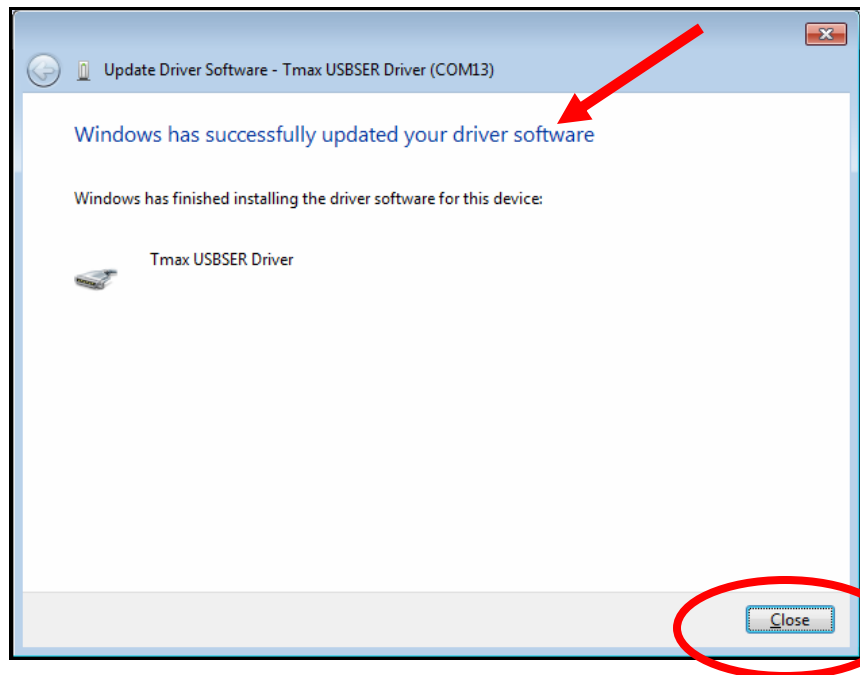 Update Driver Software - Tmax USBSER Driver (COM13)
Windows has successfully updated your driver software
Windows has finished installing the driver software for this device:
Tmax USBSER Driver
Close